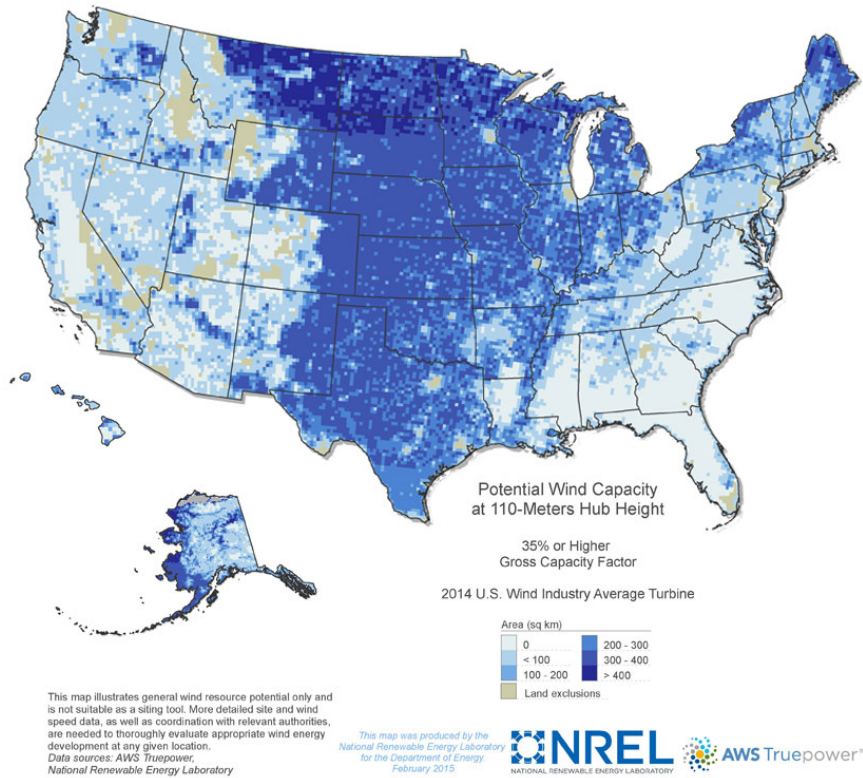 Potential Wind Capacity
at 110-Meters Hub Height
35% or Higher
Gross Capacity Factor
2014 U.S. Wind Industry Average Turbine
Area (sq km)
0
< 100
100 - 200
200 - 300
300 - 400
> 400
Land exclusions
This map illustrates general wind resource potential only and
is not suitable as a siting tool. More detailed site and wind
speed data, as well as coordination with relevant authorities,
are needed to thoroughly evaluate appropriate wind energy
development at any given location.
Data sources: AWS Truepower,
National Renewable Energy Laboratory
This map was produced by the
National Renewable Energy Laboratory
for the Department of Energy.
February 2015
NREL
NATIONAL RENEWABLE ENERGY LABORATORY
AWS Truepower®